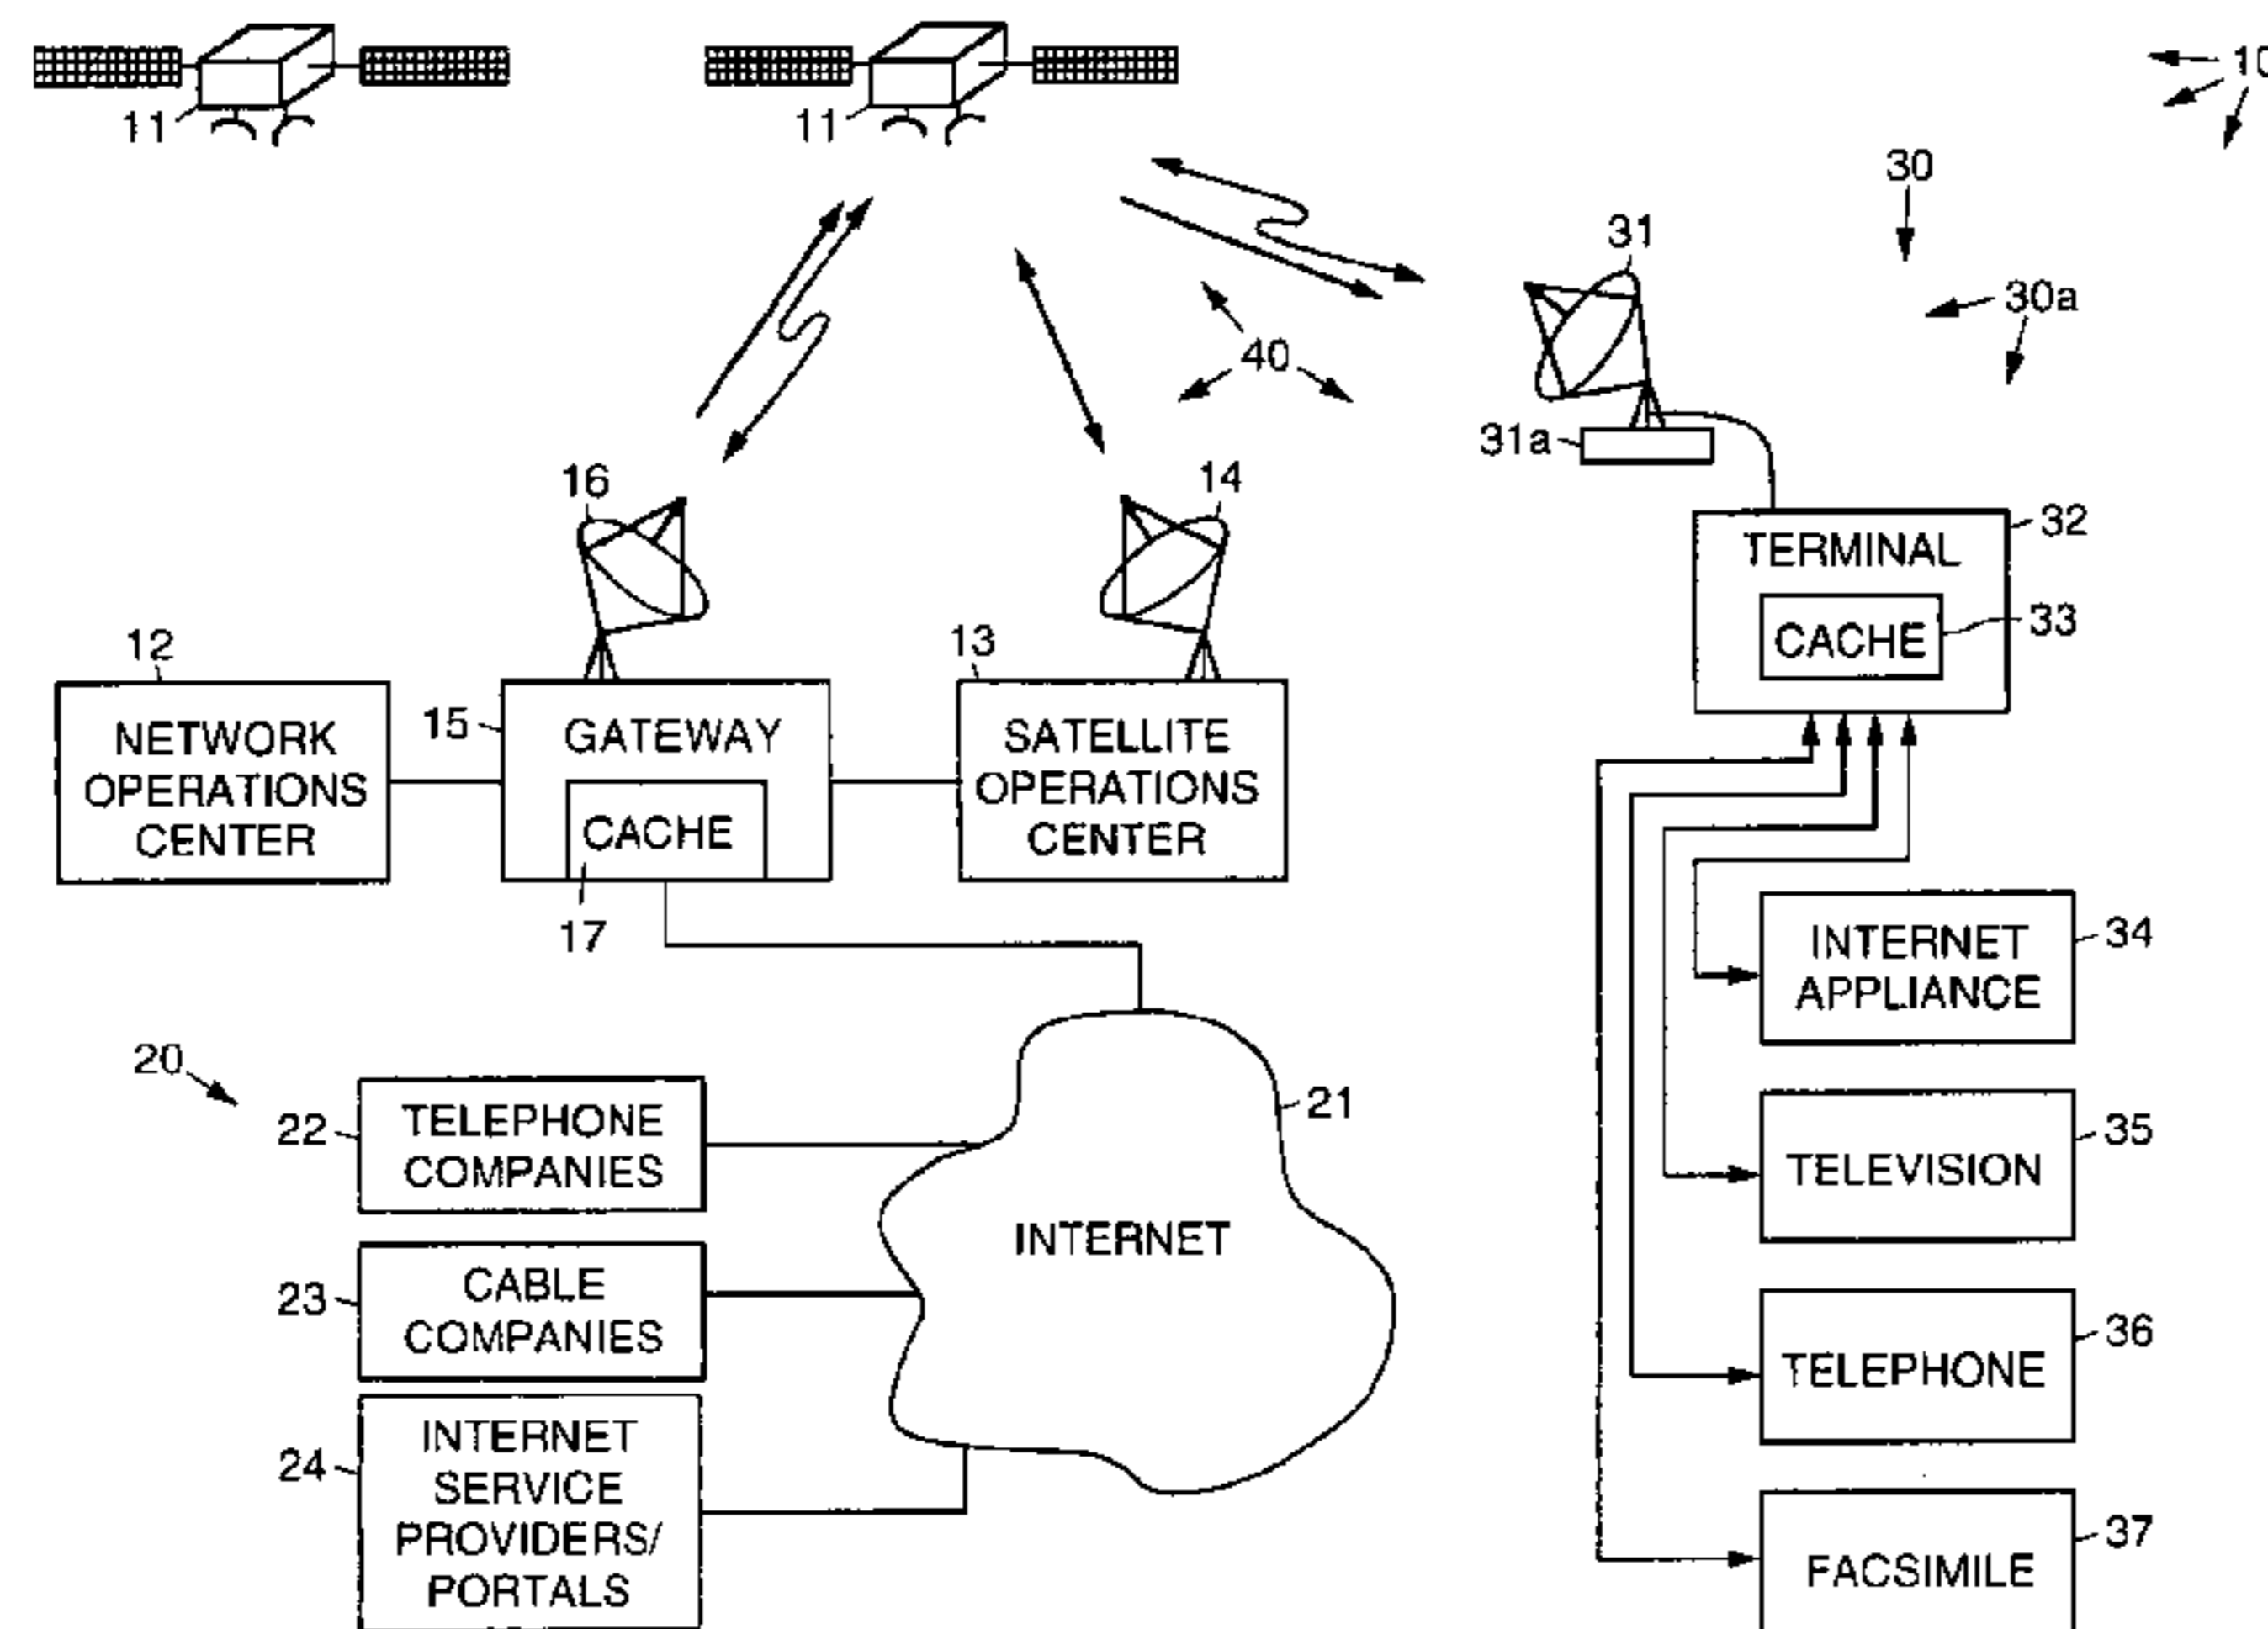 10
11
11
30
31
30a
40
31a
16
14
32
TERMINAL
33
CACHE
12
13
15
NETWORK
OPERATIONS
CENTER
GATEWAY
CACHE
17
SATELLITE
OPERATIONS
CENTER
34
INTERNET
APPLIANCE
20
21
22
TELEPHONE
COMPANIES
35
TELEVISION
INTERNET
23
CABLE
COMPANIES
36
TELEPHONE
24
INTERNET
SERVICE
PROVIDERS/
PORTALS
37
FACSIMILE